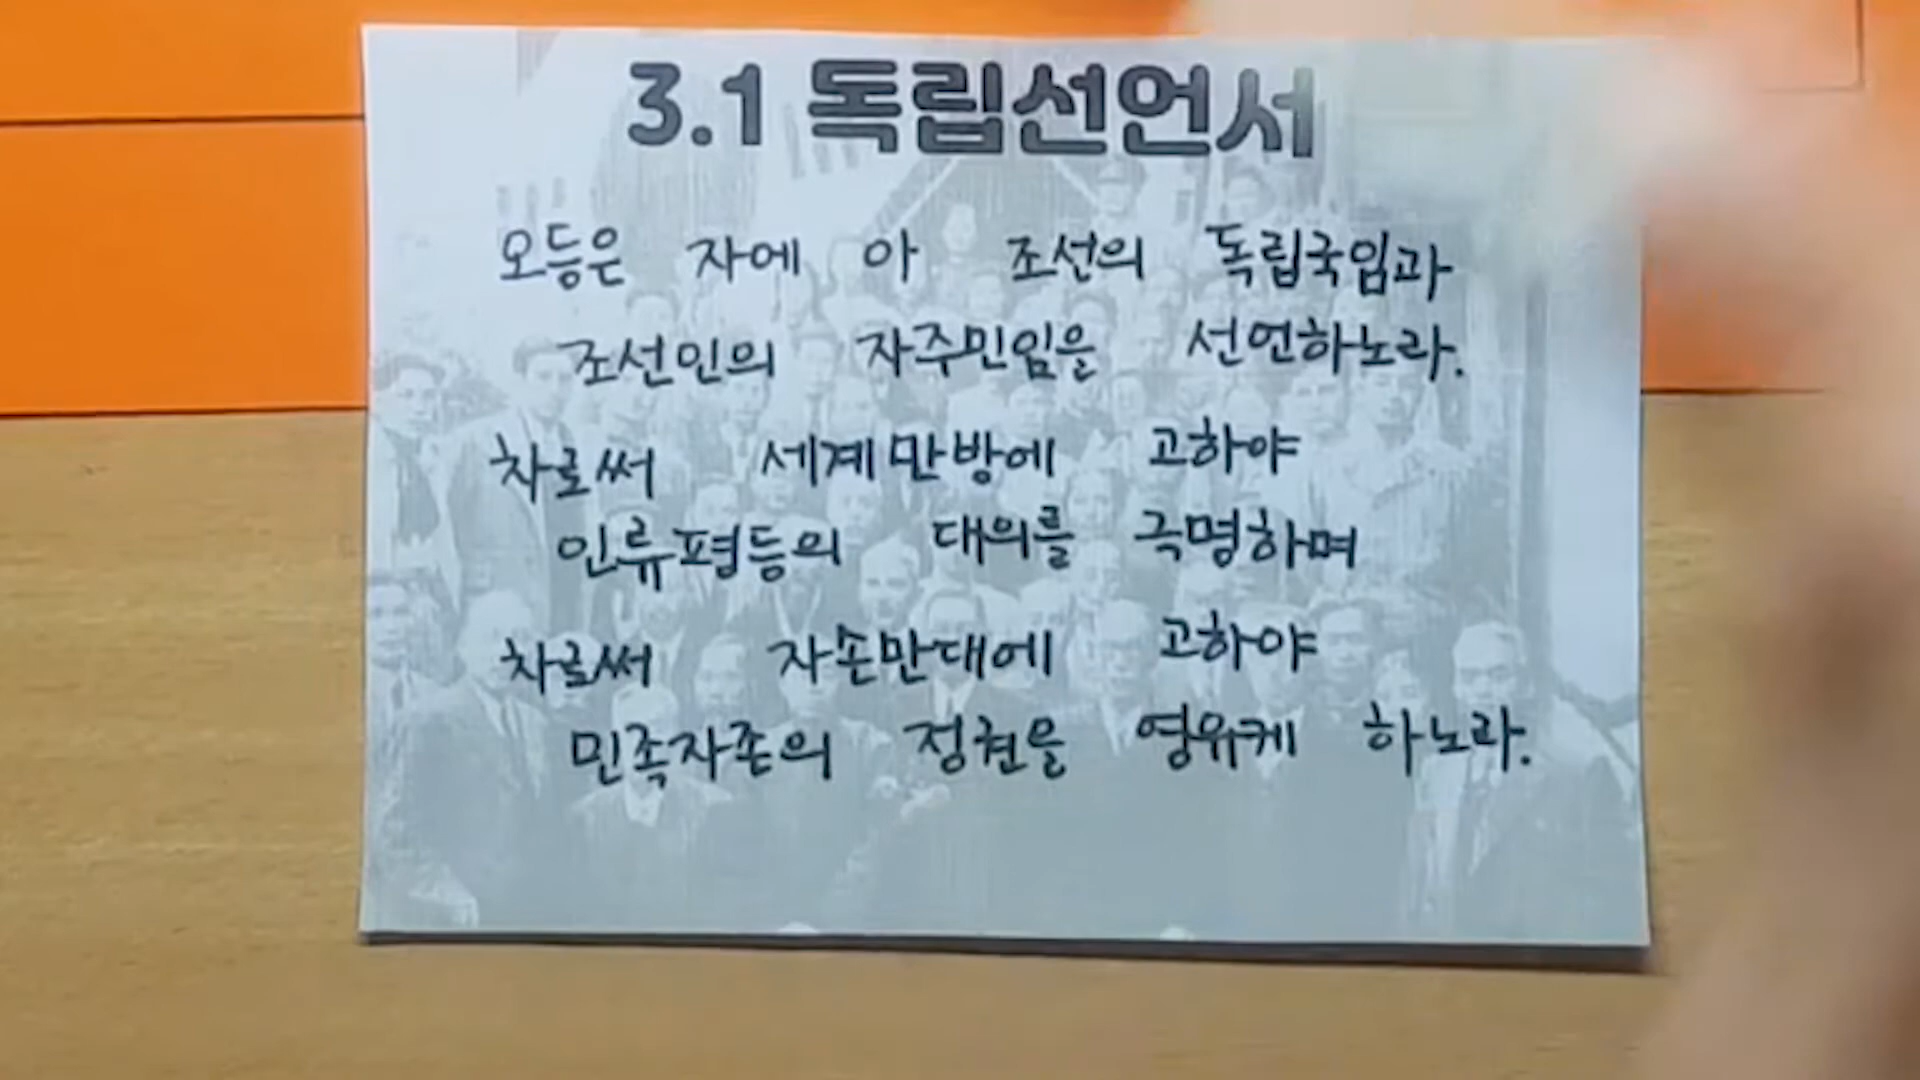 3.1 독립선언서
오등은 자에 아 조선의 독립국임과
조선인의 자주민임을 선언하노라.
차로써 세계만방에 고하야
인류평등의 대의를 극명하며
차로써 자손만대에 고하야
민족자존의 정권을 영유케 하노라.